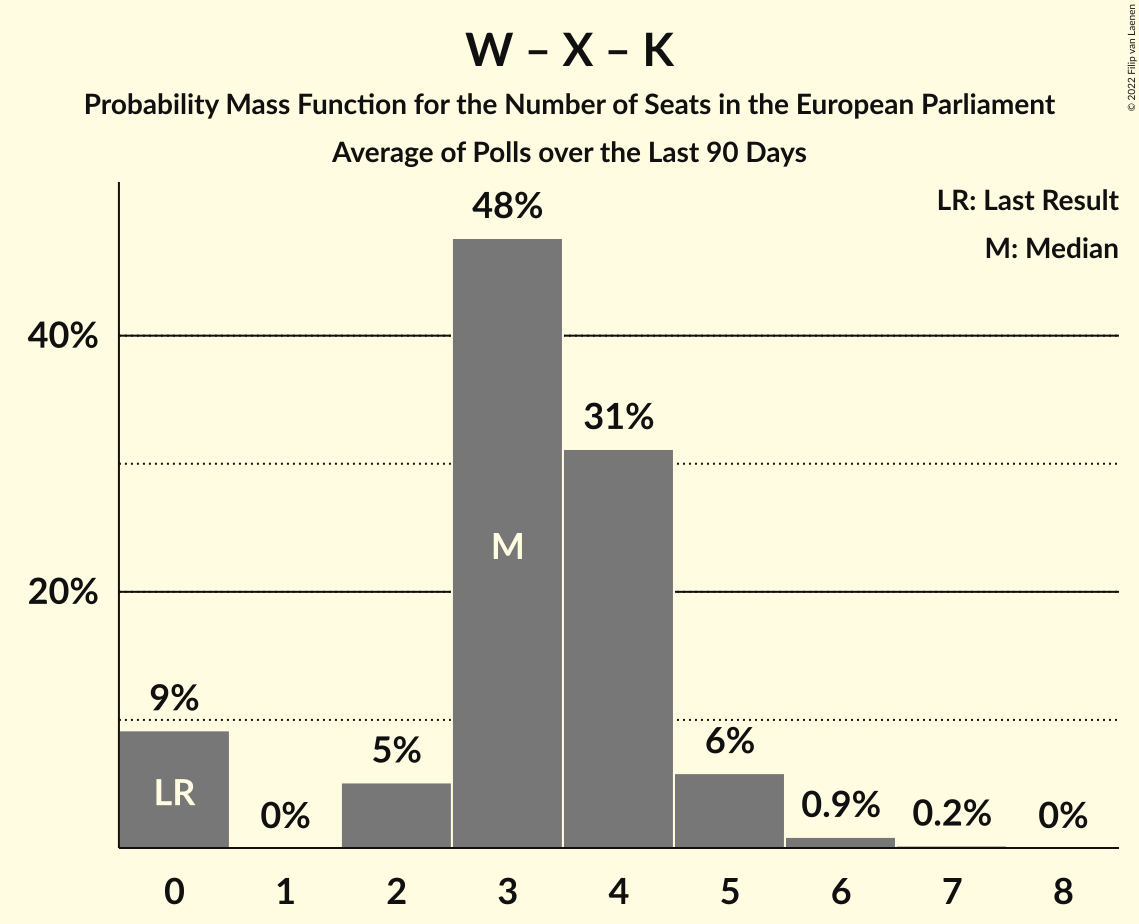 W – X – K
Probability Mass Function for the Number of Seats in the European Parliament
Average of Polls over the Last 90 Days
© 2022 Filip van Laenen
LR: Last Result
M: Median
48%
40%
31%
M
20%
9%
LR
0%
5%
6%
0.9%
0.2%
0%
0 1 2 3 4 5 6 7 8